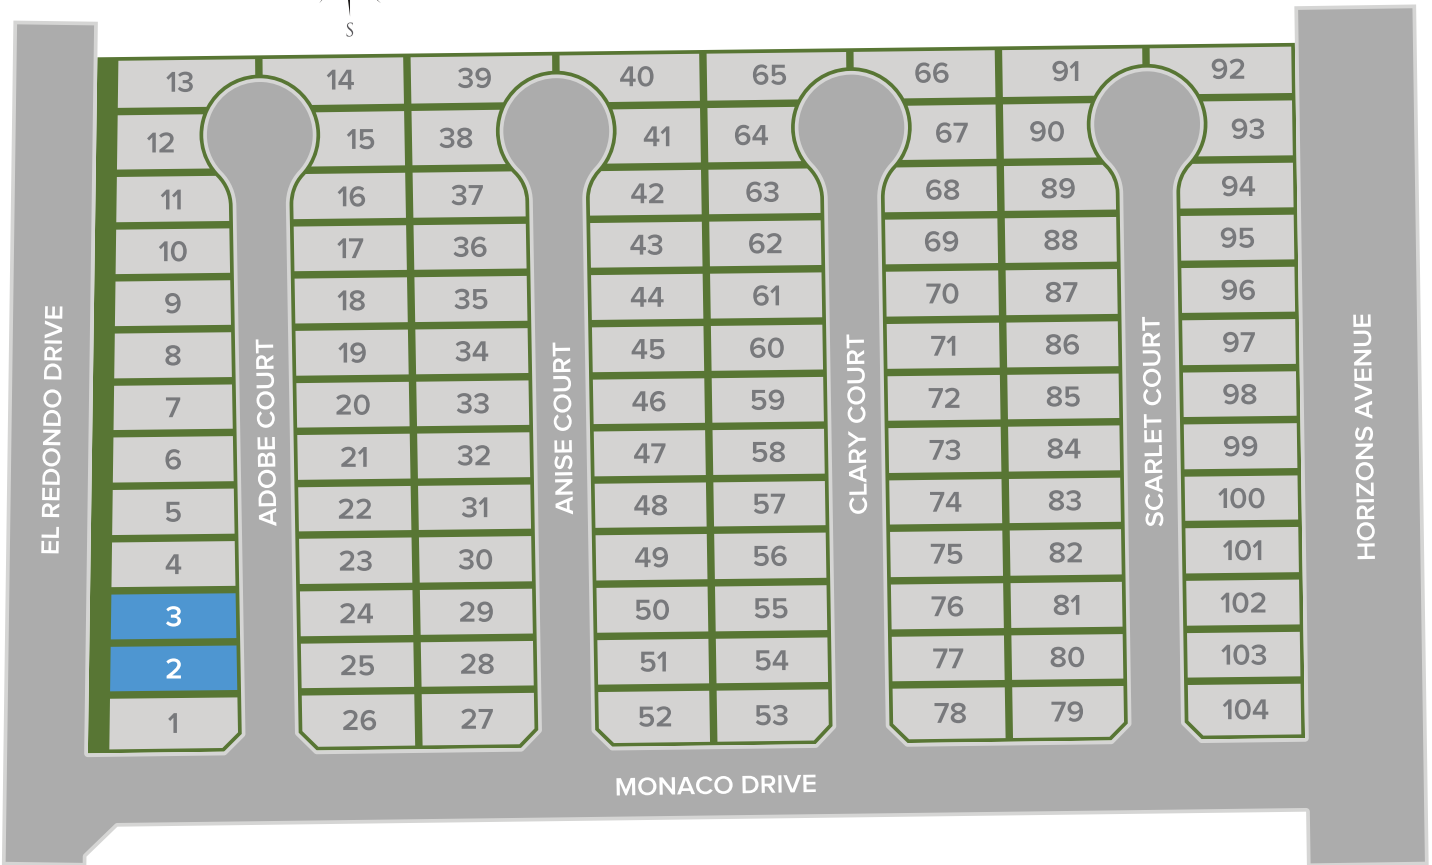 S
13 14 39 40 65 66 91 92
12 15 38 41 64 67 90 93
11 16 37 42 63 68 89 94
10 17 36 43 62 69 88 95
9 18 35 44 61 70 87 96
8 19 34 45 60 71 86 97
7 20 33 46 59 72 85 98
6 21 32 47 58 73 84 99
5 22 31 48 57 74 83 100
4 23 30 49 56 75 82 101
3 24 29 50 55 76 81 102
2 25 28 51 54 77 80 103
1 26 27 52 53 78 79 104
EL REDONDO DRIVE
ADOBE COURT
ANISE COURT
CLARY COURT
SCARLET COURT
HORIZONS AVENUE
MONACO DRIVE